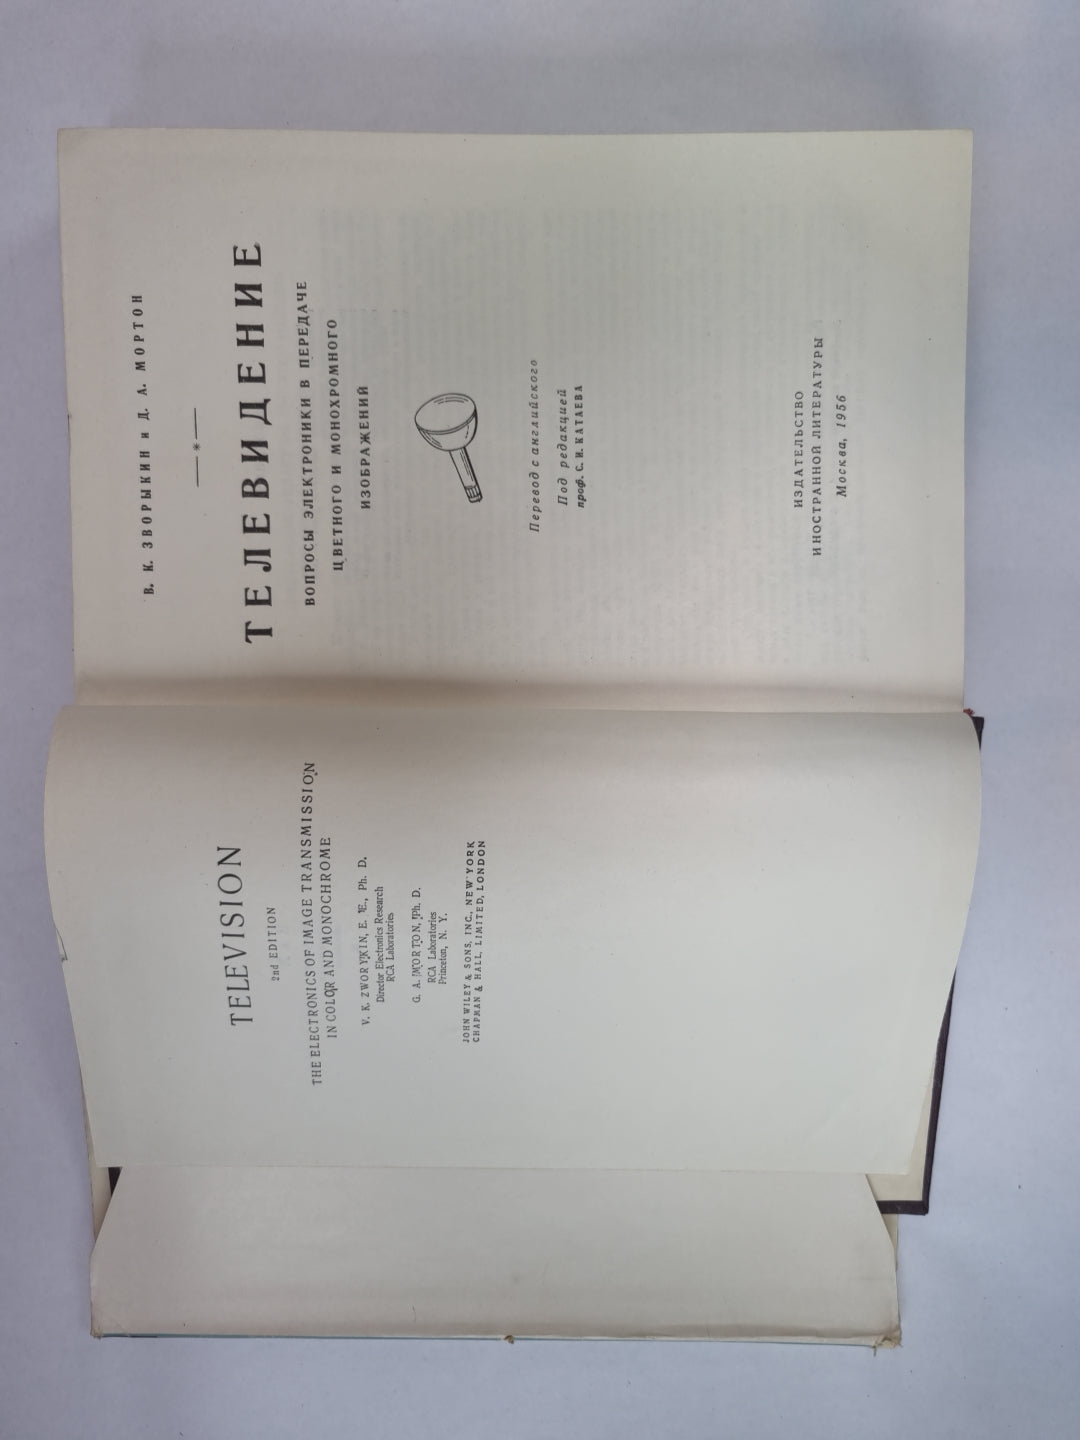 TELEVISION
2nd EDITION
THE ELECTRONICS OF IMAGE TRANSMISSION
IN COLOR AND MONOCHROME
V. K. ZWORYKIN, E. E., Ph. D.
Director Electronics Research
RCA Laboratories
G. A. MORTON, Ph. D.
RCA Laboratories
Princeton, N. Y.
JOHN WILEY & SONS, INC., NEW YORK
CHAPMAN & HALL, LIMITED, LONDON
В. К. ЗВОРЫКИН И Д. А. МОРТОН
ТЕЛЕВИДЕНИЕ
ВОПРОСЫ ЭЛЕКТРОНИКИ В ПЕРЕДАЧЕ
ЦВЕТНОГО И МОНОХРОМНОГО
ИЗОБРАЖЕНИЙ
Перевод с английского
Под редакцией
проф. С. И. КАТАЕВА
ИЗДАТЕЛЬСТВО
ИНОСТРАННОЙ ЛИТЕРАТУРЫ
Москва, 1956